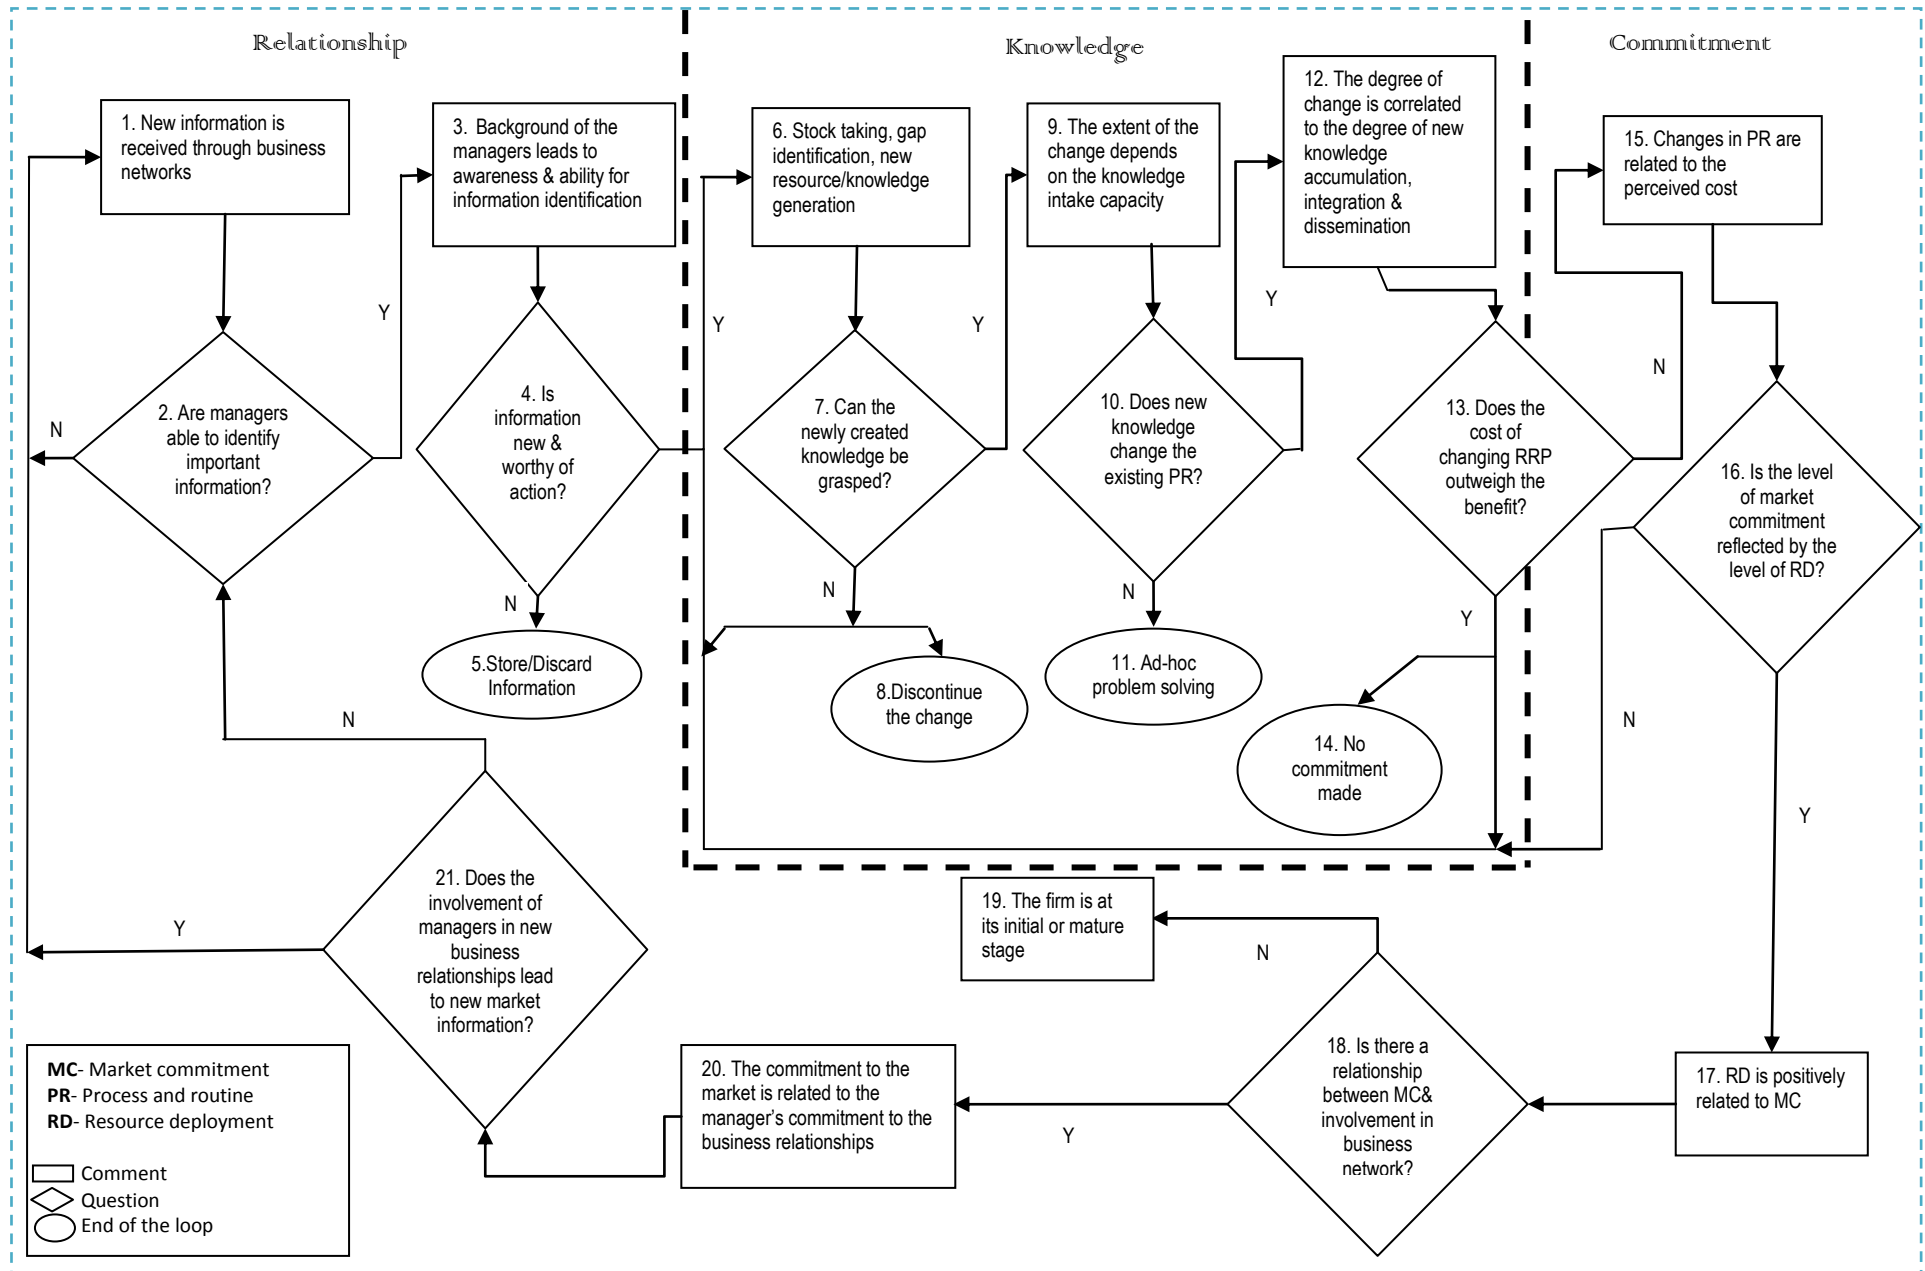 Relationship
Knowledge
Commitment
1. New information is
received through business
networks
3.  Background of the
managers leads to
awareness & ability for
information identification
6. Stock taking, gap
identification, new
resource/knowledge
generation
9. The extent of the
change depends
on the knowledge
intake capacity
12. The degree of
change is correlated
to the degree of new
knowledge
accumulation,
integration &
dissemination
15. Changes in PR are
related to the
perceived cost
Y
Y
Y
Y
N
N
2. Are managers
able to identify
important
information?
4. Is
information
new &
worthy of
action?
7. Can the
newly created
knowledge be
grasped?
10. Does new
knowledge
change the
existing PR?
13. Does the
cost of
changing RRP
outweigh the
benefit?
16. Is the level
of market
commitment
reflected by the
level of RD?
N
N
N
Y
5.Store/Discard
Information
8.Discontinue
the change
11. Ad-hoc
problem solving
14. No
commitment
made
N
N
Y
21. Does the
involvement of
managers in new
business
relationships lead
to new market
information?
Y
19. The firm is at
its initial or mature
stage
N
18. Is there a
relationship
between MC&
involvement in
business
network?
17. RD is positively
related to MC
20. The commitment to the
market is related to the
manager's commitment to the
business relationships
Y
MC- Market commitment
PR- Process and routine
RD- Resource deployment
Comment
Question
End of the loop